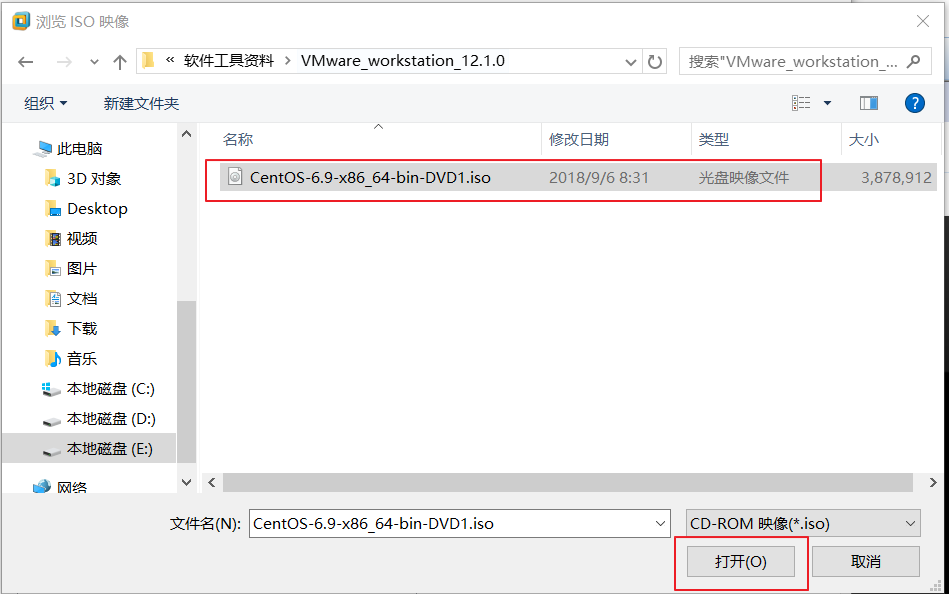 浏览 ISO 映像
« 软件工具资料 › VMware_workstation_12.1.0
搜索"VMware_workstation_...
组织
新建文件夹
?
此电脑
3D 对象
Desktop
视频
图片
文档
下载
音乐
本地磁盘 (C:)
本地磁盘 (D:)
本地磁盘 (E:)
网络
名称 修改日期 类型 大小
CentOS-6.9-x86_64-bin-DVD1.iso 2018/9/6 8:31 光盘映像文件 3,878,912
文件名(N): CentOS-6.9-x86_64-bin-DVD1.iso CD-ROM 映像(*.iso)
打开(O) 取消